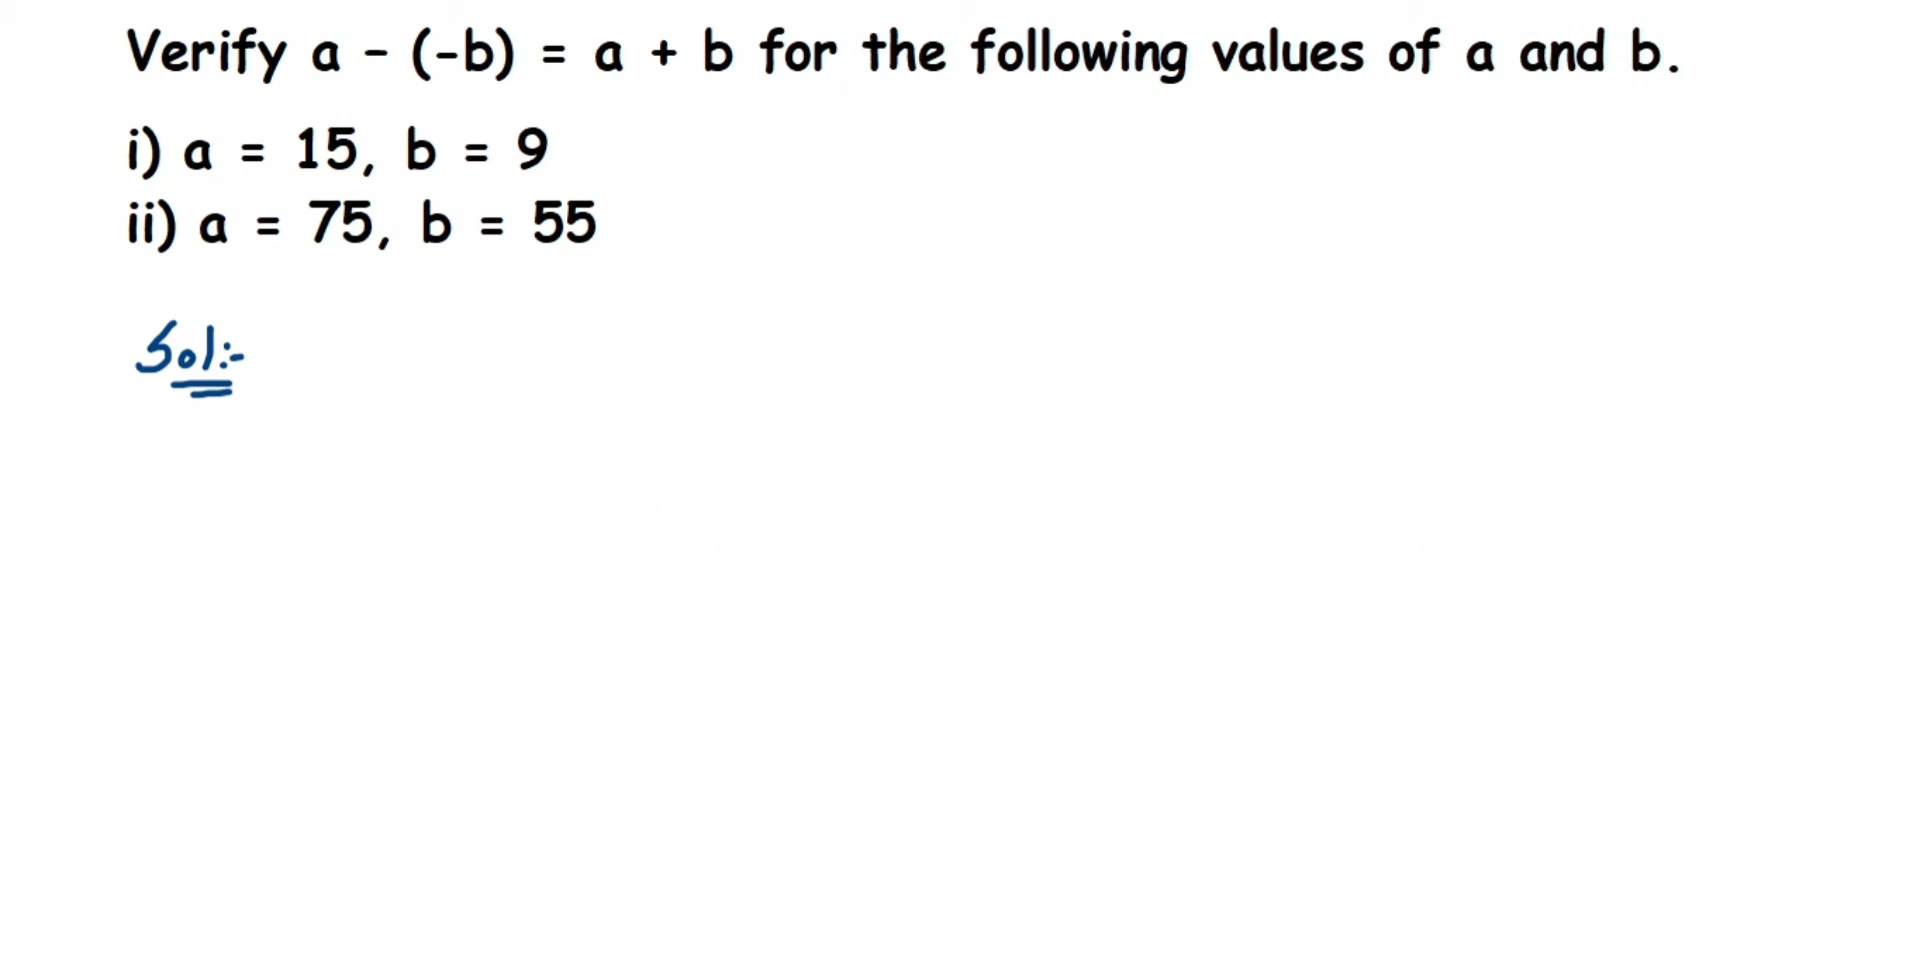 Verify a - (-b) = a + b for the following values of a and b.
i) a = 15, b = 9
ii) a = 75, b = 55
Sol:-